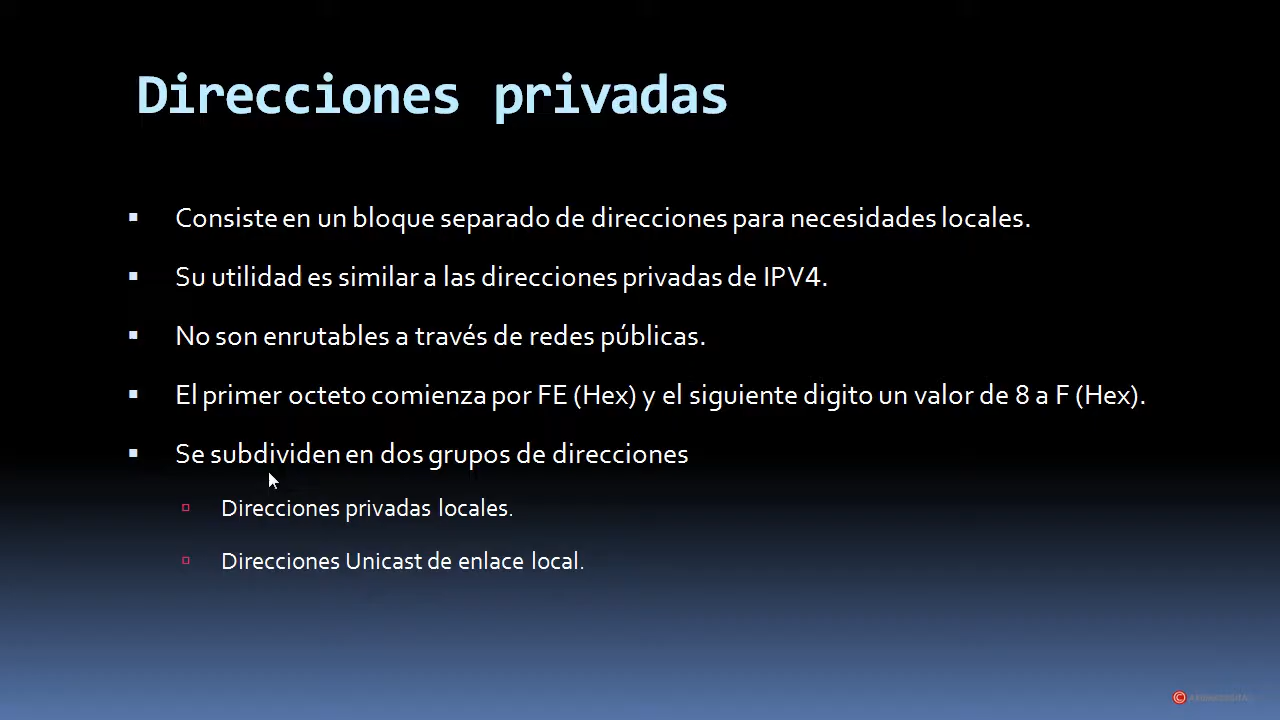 Direcciones privadas
Consiste en un bloque separado de direcciones para necesidades locales.
Su utilidad es similar a las direcciones privadas de IPV4.
No son enrutables a través de redes públicas.
El primer octeto comienza por FE (Hex) y el siguiente digito un valor de 8 a F (Hex).
Se subdividen en dos grupos de direcciones
Direcciones privadas locales.
Direcciones Unicast de enlace local.